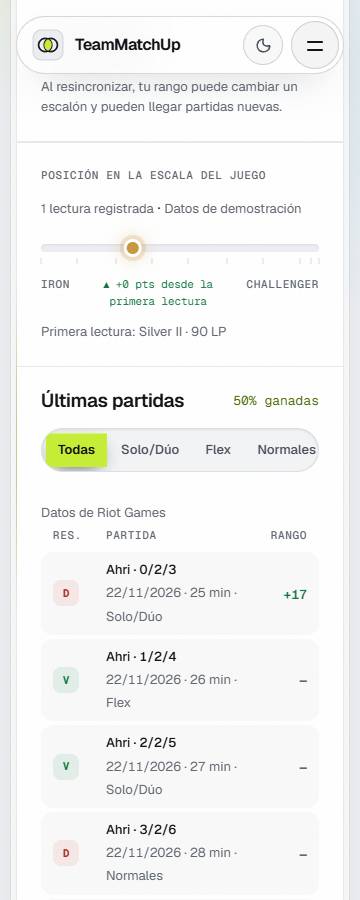 TeamMatchUp
Al resincronizar, tu rango puede cambiar un
escalón y pueden llegar partidas nuevas.
POSICIÓN EN LA ESCALA DEL JUEGO
1 lectura registrada · Datos de demostración
IRON
▲ +0 pts desde la
primera lectura
CHALLENGER
Primera lectura: Silver II · 90 LP
Últimas partidas
50% ganadas
Todas Solo/Dúo Flex Normales
Datos de Riot Games
RES. PARTIDA RANGO
Ahri · 0/2/3
D 22/11/2026 · 25 min · +17
Solo/Dúo
Ahri · 1/2/4
V 22/11/2026 · 26 min · –
Flex
Ahri · 2/2/5
V 22/11/2026 · 27 min · –
Solo/Dúo
Ahri · 3/2/6
D 22/11/2026 · 28 min · –
Normales